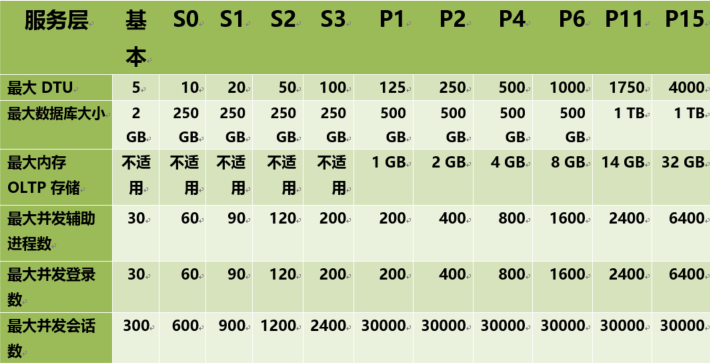 服务层 基本 S0 S1 S2 S3 P1 P2 P4 P6 P11 P15
最大 DTU 5 10 20 50 100 125 250 500 1000 1750 4000
最大数据库大小 2 GB 250 GB 250 GB 250 GB 250 GB 500 GB 500 GB 500 GB 500 GB 1 TB 1 TB
最大内存 OLTP 存储 不适用 不适用 不适用 不适用 不适用 1 GB 2 GB 4 GB 8 GB 14 GB 32 GB
最大并发辅助进程数 30 60 90 120 200 200 400 800 1600 2400 6400
最大并发登录数 30 60 90 120 200 200 400 800 1600 2400 6400
最大并发会话数 300 600 900 1200 2400 30000 30000 30000 30000 30000 30000